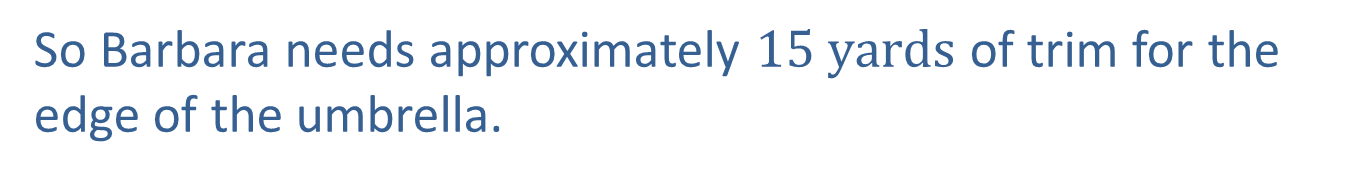 So Barbara needs approximately 15 yards of trim for the
edge of the umbrella.